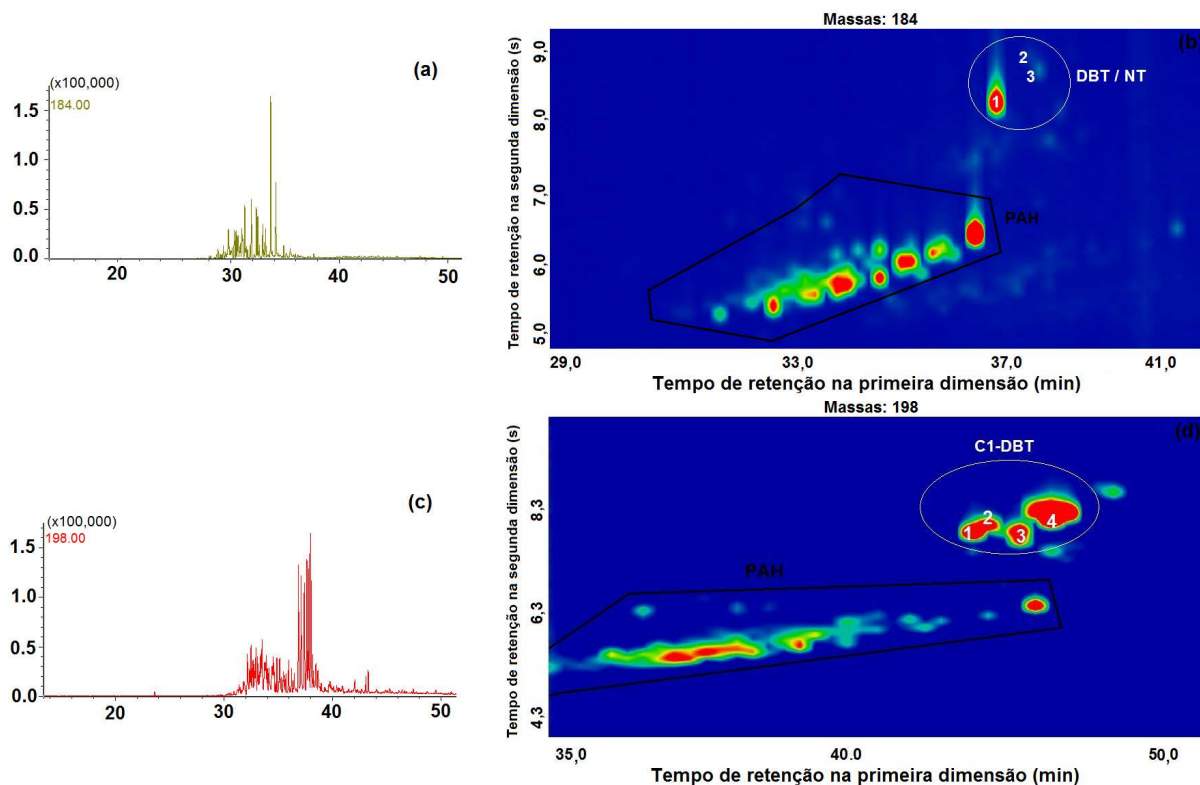 (a)
(x100,000)
184.00
1.5
1.0
0.5
0.0
20
30
40
50
Massas: 184
(b)
Tempo de retenção na segunda dimensão (s)
9,0
8,0
7,0
6,0
5,0
2
3
1
DBT / NT
PAH
29,0
33,0
37,0
41,0
Tempo de retenção na primeira dimensão (min)
(c)
(x100,000)
198.00
1.5
1.0
0.5
0.0
20
30
40
50
Massas: 198
(d)
Tempo de retenção na segunda dimensão (s)
8,3
6,3
4,3
C1-DBT
1
2
3
4
PAH
35,0
40.0
50,0
Tempo de retenção na primeira dimensão (min)